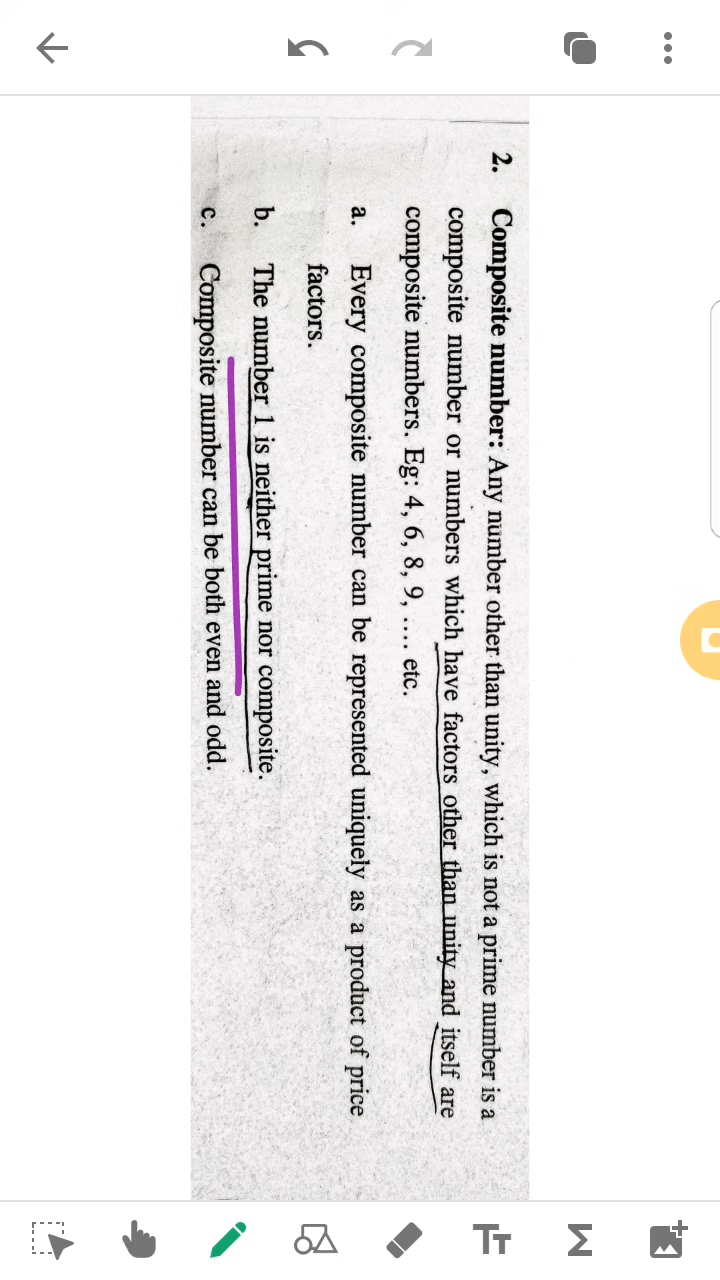 2. Composite number: Any number other than unity, which is not a prime number is a
composite number or numbers which have factors other than unity and itself are
composite numbers. Eg: 4, 6, 8, 9, .... etc.
a. Every composite number can be represented uniquely as a product of price
factors.
b. The number 1 is neither prime nor composite.
c. Composite number can be both even and odd.
TT
Σ